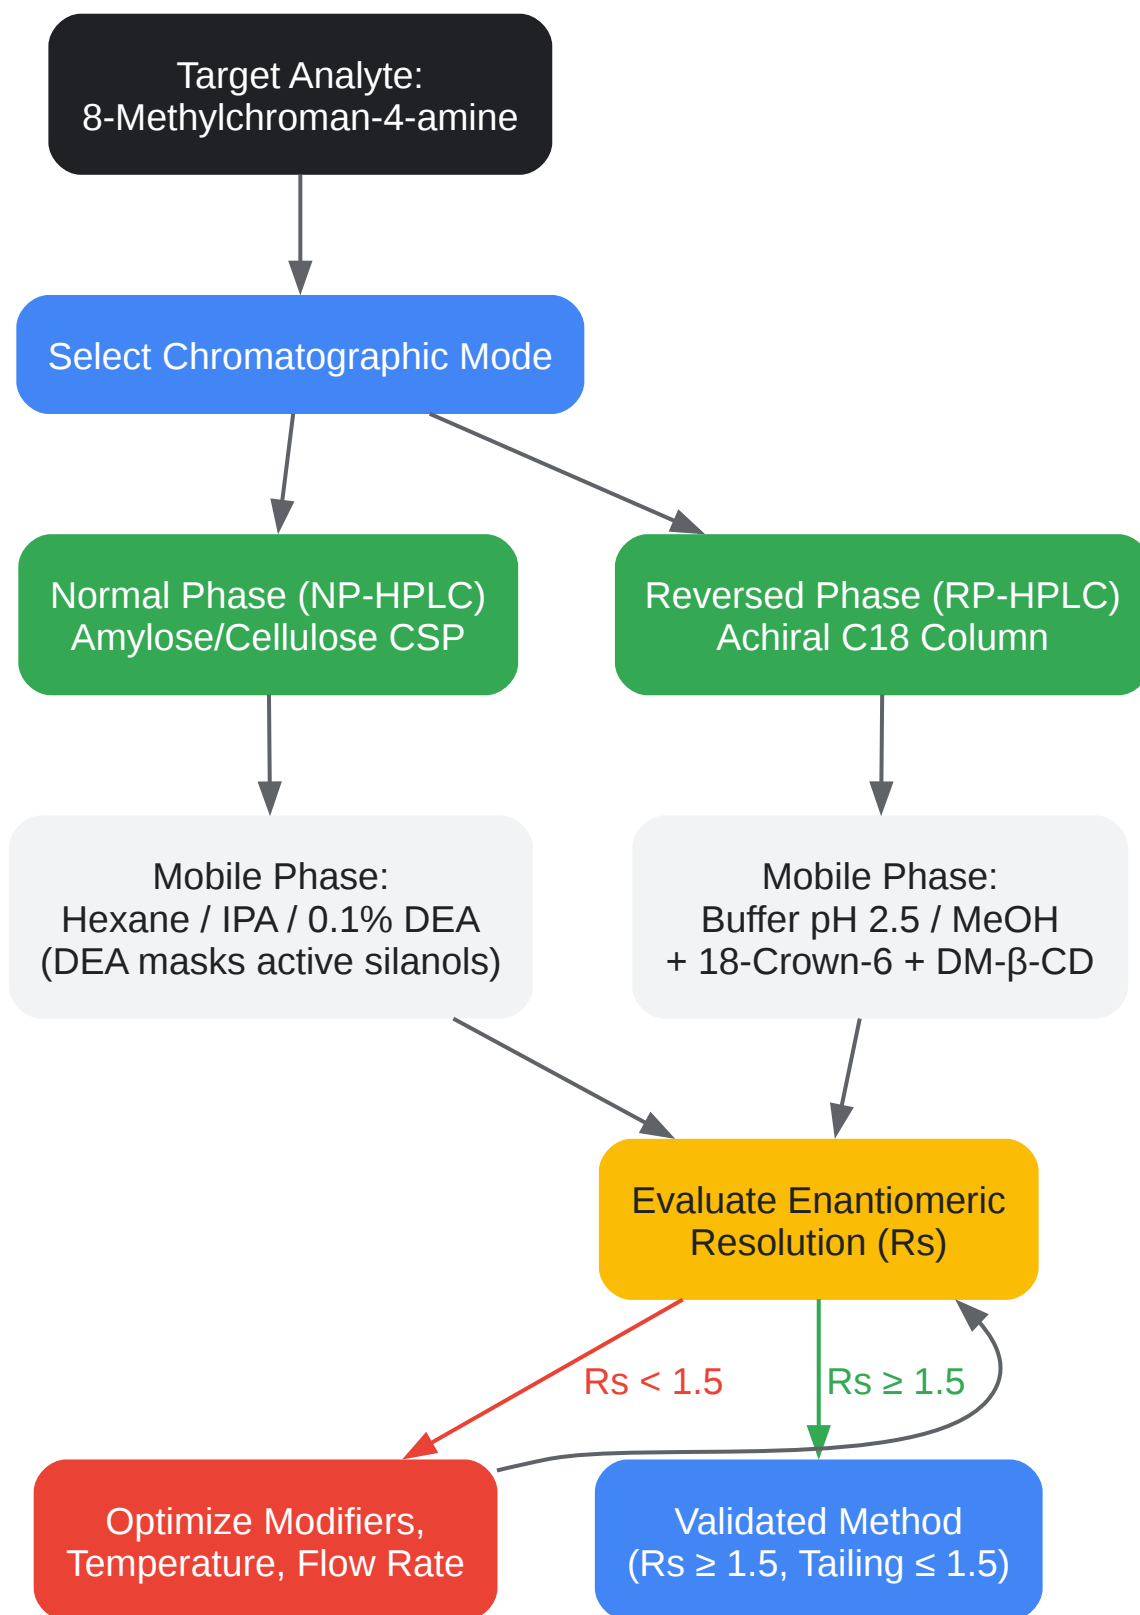 Target Analyte:
8-Methylchroman-4-amine
Select Chromatographic Mode
Normal Phase (NP-HPLC)
Amylose/Cellulose CSP
Reversed Phase (RP-HPLC)
Achiral C18 Column
Mobile Phase:
Hexane / IPA / 0.1% DEA
(DEA masks active silanols)
Mobile Phase:
Buffer pH 2.5 / MeOH
+ 18-Crown-6 + DM-β-CD
Evaluate Enantiomeric
Resolution (Rs)
Rs < 1.5
Rs ≥ 1.5
Optimize Modifiers,
Temperature, Flow Rate
Validated Method
(Rs ≥ 1.5, Tailing ≤ 1.5)